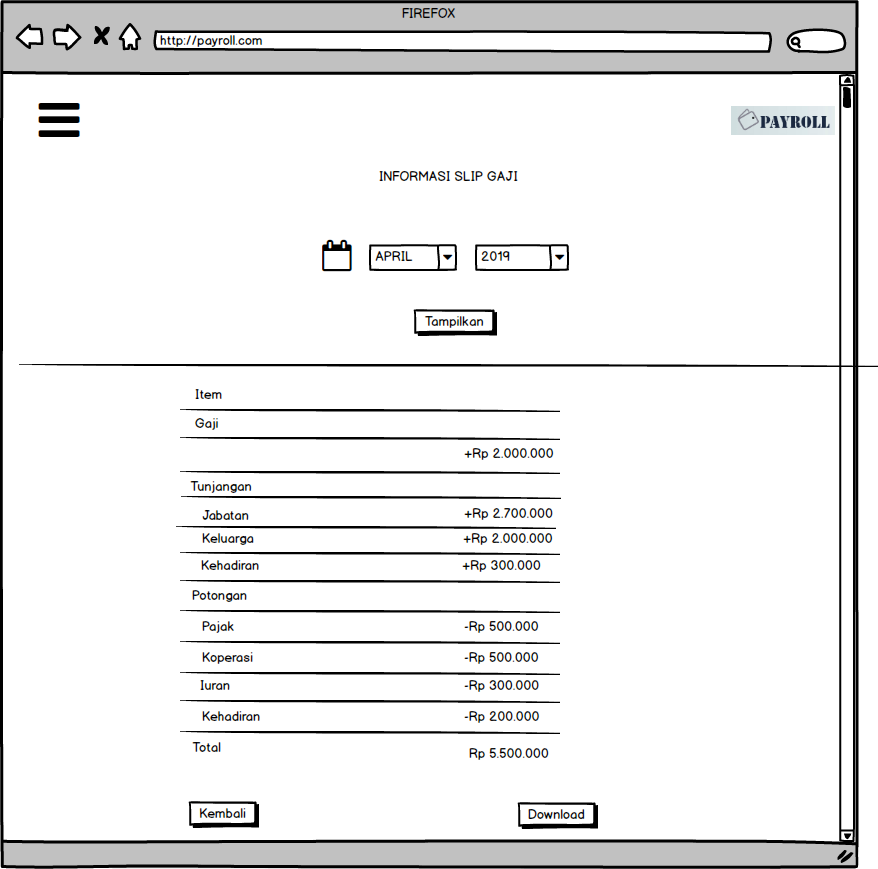 FIREFOX
http://payroll.com
PAYROLL
INFORMASI SLIP GAJI
APRIL 2019
Tampilkan
Item
Gaji
+Rp 2.000.000
Tunjangan
Jabatan +Rp 2.700.000
Keluarga +Rp 2.000.000
Kehadiran +Rp 300.000
Potongan
Pajak -Rp 500.000
Koperasi -Rp 500.000
Iuran -Rp 300.000
Kehadiran -Rp 200.000
Total Rp 5.500.000
Kembali Download